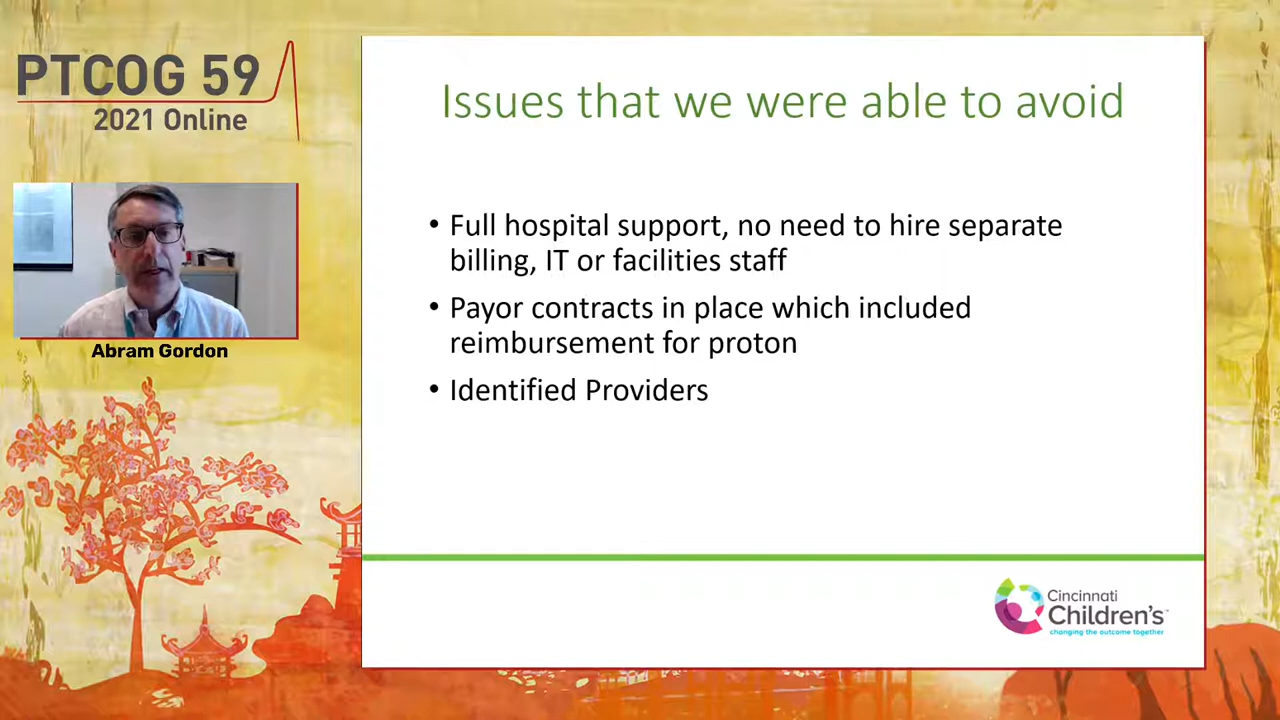 PTCOG 59
2021 Online
Abram Gordon
Issues that we were able to avoid
• Full hospital support, no need to hire separate
billing, IT or facilities staff
• Payor contracts in place which included
reimbursement for proton
• Identified Providers
Cincinnati
Children's™
changing the outcome together